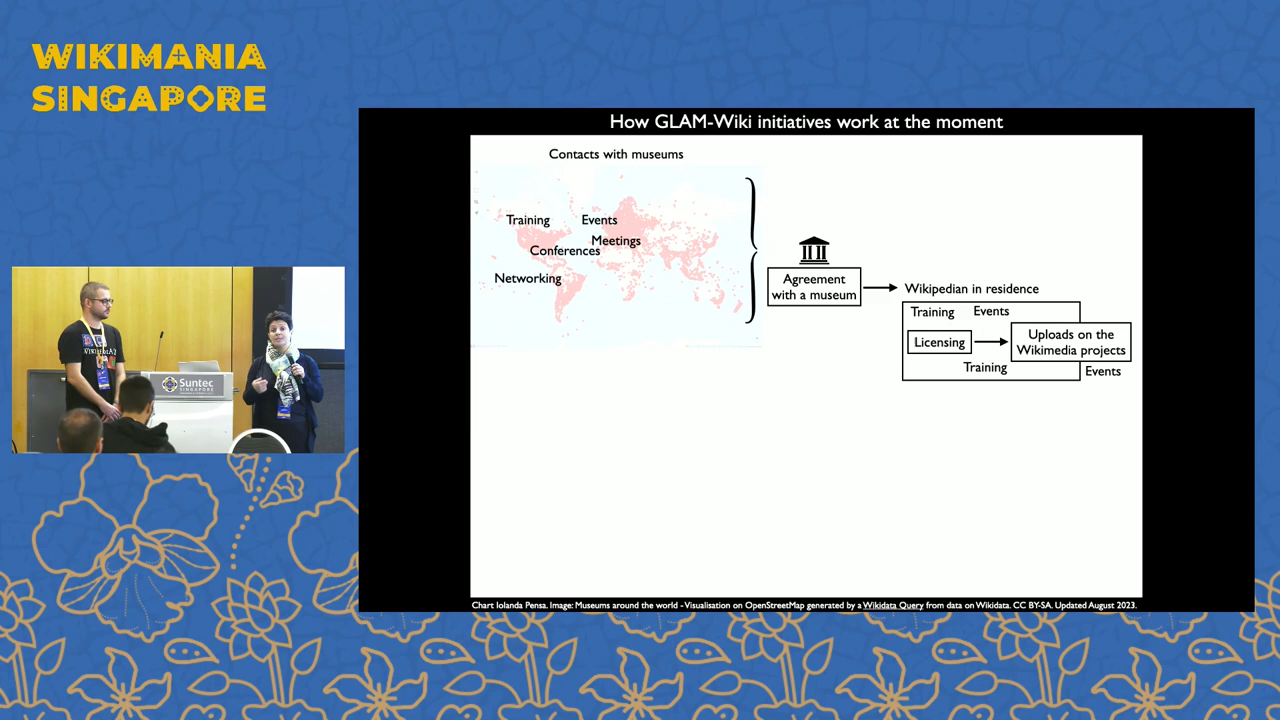 WIKIMANIA
SINGAPORE
How GLAM-Wiki initiatives work at the moment
Contacts with museums
Training
Events
Meetings
Conferences
Networking
Agreement
with a museum
Wikipedian in residence
Training
Events
Licensing
Uploads on the
Wikimedia projects
Training
Events
Suntec
SINGAPORE
Chart Iolanda Pensa. Image: Museums around the world - Visualisation on OpenStreetMap generated by a Wikidata Query from data on Wikidata. CC BY-SA. Updated August 2023.